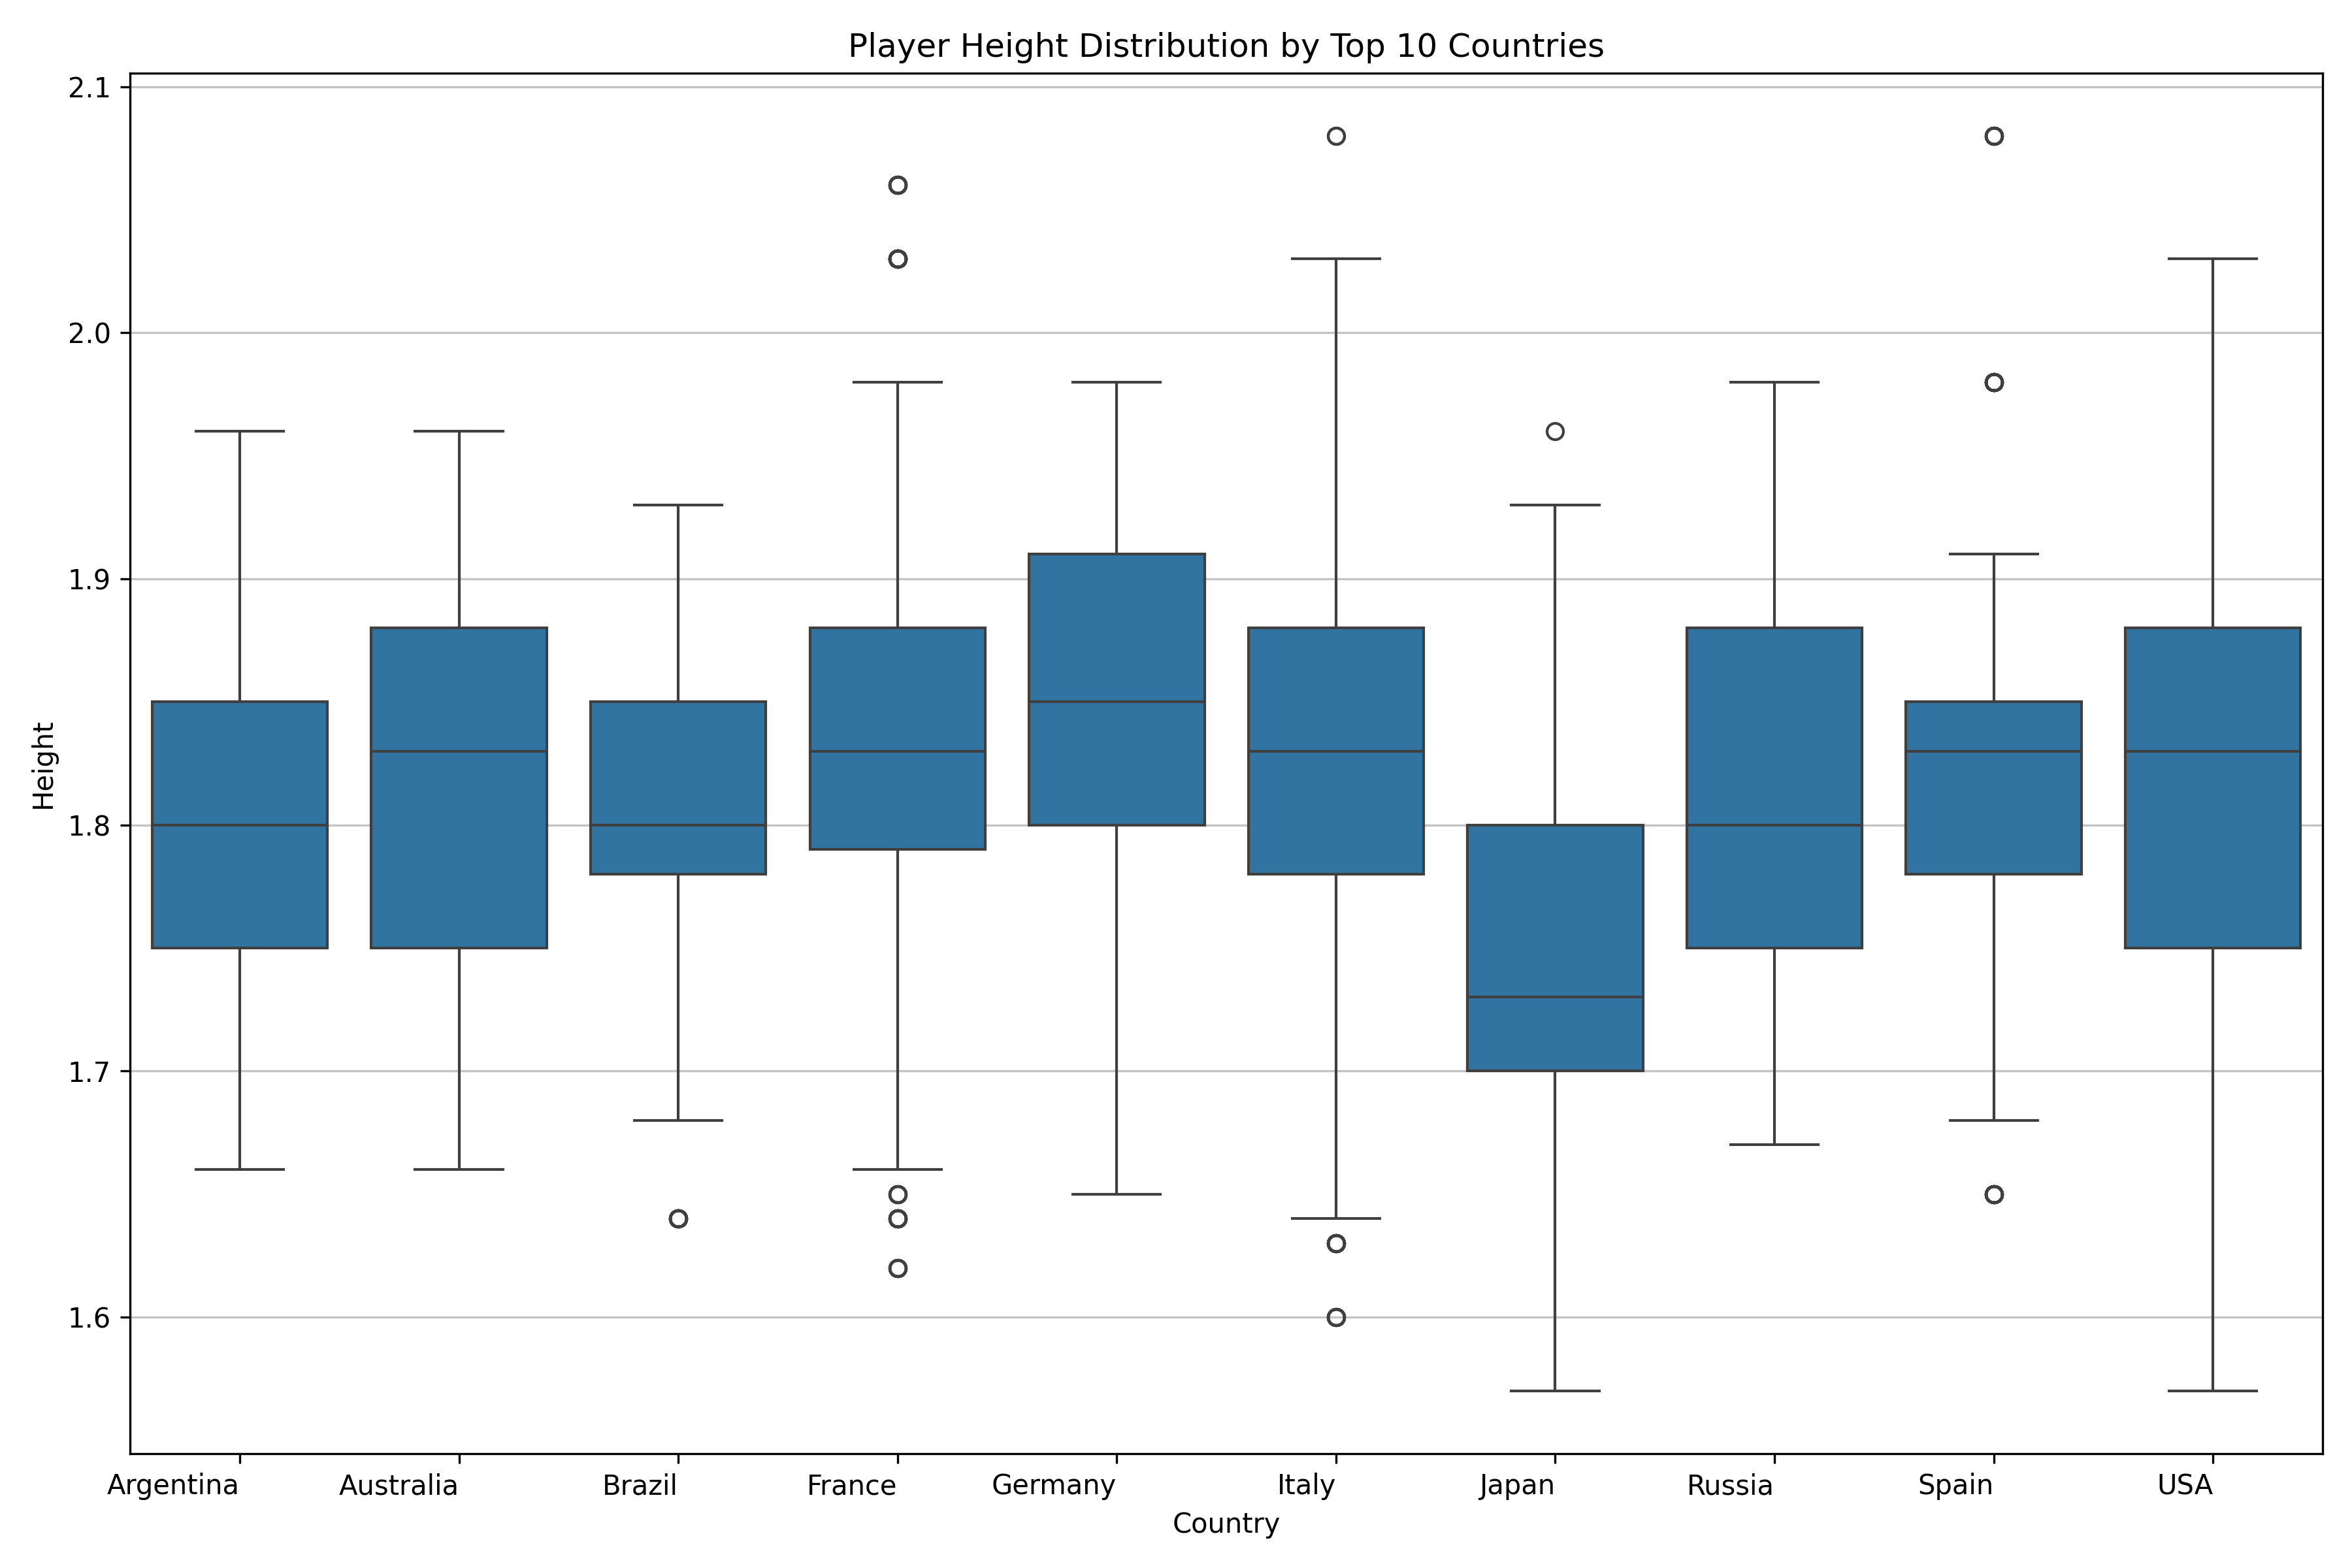 Player Height Distribution by Top 10 Countries
2.1
2.0
1.9
1.8
1.7
1.6
Height
Argentina Australia Brazil France Germany Italy Japan Russia Spain USA
Country